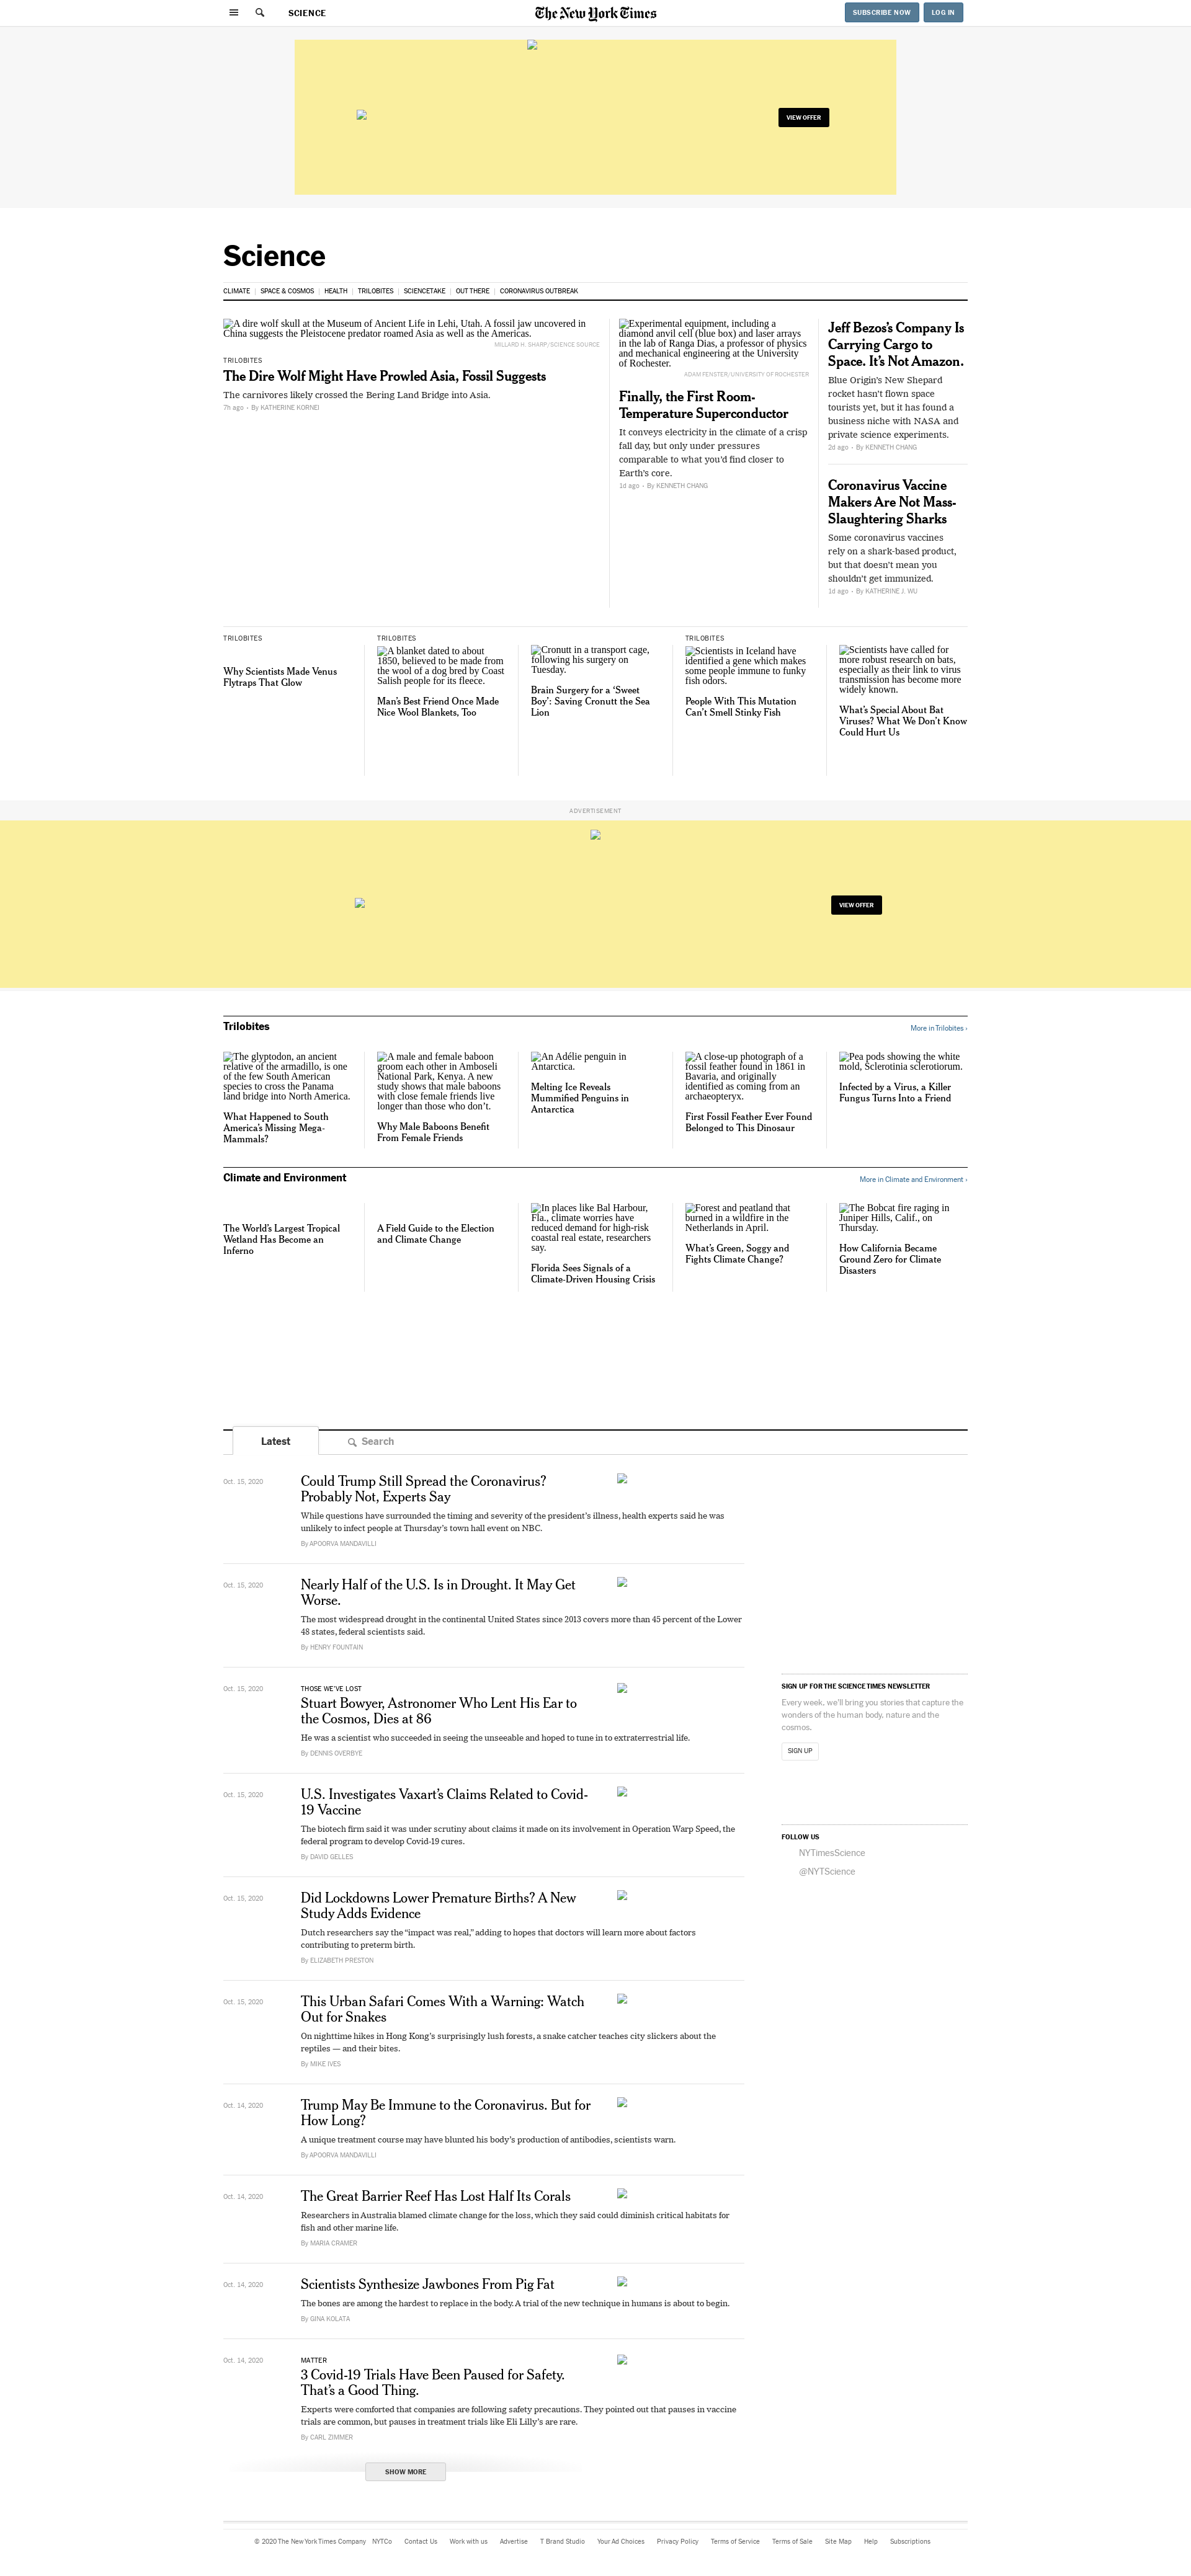 SCIENCE
The New York Times
SUBSCRIBE NOW
LOG IN
VIEW OFFER
Science
CLIMATE
SPACE & COSMOS
HEALTH
TRILOBITES
SCIENCETAKE
OUT THERE
CORONAVIRUS OUTBREAK
A dire wolf skull at the Museum of Ancient Life in Lehi, Utah. A fossil jaw uncovered in
China suggests the Pleistocene predator roamed Asia as well as the Americas.
MILLARD H. SHARP/SCIENCE SOURCE
TRILOBITES
The Dire Wolf Might Have Prowled Asia, Fossil Suggests
The carnivores likely crossed the Bering Land Bridge into Asia.
7h ago · By KATHERINE KORNEI
Experimental equipment, including a
diamond anvil cell (blue box) and laser arrays
in the lab of Ranga Dias, a professor of physics
and mechanical engineering at the University
of Rochester.
ADAM FENSTER/UNIVERSITY OF ROCHESTER
Finally, the First Room-
Temperature Superconductor
It conveys electricity in the climate of a crisp
fall day, but only under pressures
comparable to what you’d find closer to
Earth’s core.
1d ago · By KENNETH CHANG
Jeff Bezos’s Company Is
Carrying Cargo to
Space. It’s Not Amazon.
Blue Origin’s New Shepard
rocket hasn’t flown space
tourists yet, but it has found a
business niche with NASA and
private science experiments.
2d ago · By KENNETH CHANG
Coronavirus Vaccine
Makers Are Not Mass-
Slaughtering Sharks
Some coronavirus vaccines
rely on a shark-based product,
but that doesn’t mean you
shouldn’t get immunized.
1d ago · By KATHERINE J. WU
TRILOBITES
Why Scientists Made Venus
Flytraps That Glow
TRILOBITES
A blanket dated to about
1850, believed to be made from
the wool of a dog bred by Coast
Salish people for its fleece.
Man’s Best Friend Once Made
Nice Wool Blankets, Too
Cronutt in a transport cage,
following his surgery on
Tuesday.
Brain Surgery for a ‘Sweet
Boy’: Saving Cronutt the Sea
Lion
TRILOBITES
Scientists in Iceland have
identified a gene which makes
some people immune to funky
fish odors.
People With This Mutation
Can’t Smell Stinky Fish
Scientists have called for
more robust research on bats,
especially as their link to virus
transmission has become more
widely known.
What’s Special About Bat
Viruses? What We Don’t Know
Could Hurt Us
ADVERTISEMENT
VIEW OFFER
Trilobites
More in Trilobites ›
The glyptodon, an ancient
relative of the armadillo, is one
of the few South American
species to cross the Panama
land bridge into North America.
What Happened to South
America’s Missing Mega-
Mammals?
A male and female baboon
groom each other in Amboseli
National Park, Kenya. A new
study shows that male baboons
with close female friends live
longer than those who don’t.
Why Male Baboons Benefit
From Female Friends
An Adélie penguin in
Antarctica.
Melting Ice Reveals
Mummified Penguins in
Antarctica
A close-up photograph of a
fossil feather found in 1861 in
Bavaria, and originally
identified as coming from an
archaeopteryx.
First Fossil Feather Ever Found
Belonged to This Dinosaur
Pea pods showing the white
mold, Sclerotinia sclerotiorum.
Infected by a Virus, a Killer
Fungus Turns Into a Friend
Climate and Environment
More in Climate and Environment ›
The World’s Largest Tropical
Wetland Has Become an
Inferno
A Field Guide to the Election
and Climate Change
In places like Bal Harbour,
Fla., climate worries have
reduced demand for high-risk
coastal real estate, researchers
say.
Florida Sees Signals of a
Climate-Driven Housing Crisis
Forest and peatland that
burned in a wildfire in the
Netherlands in April.
What’s Green, Soggy and
Fights Climate Change?
The Bobcat fire raging in
Juniper Hills, Calif., on
Thursday.
How California Became
Ground Zero for Climate
Disasters
Latest
Search
Oct. 15, 2020
Could Trump Still Spread the Coronavirus?
Probably Not, Experts Say
While questions have surrounded the timing and severity of the president’s illness, health experts said he was
unlikely to infect people at Thursday’s town hall event on NBC.
By APOORVA MANDAVILLI
Oct. 15, 2020
Nearly Half of the U.S. Is in Drought. It May Get
Worse.
The most widespread drought in the continental United States since 2013 covers more than 45 percent of the Lower
48 states, federal scientists said.
By HENRY FOUNTAIN
Oct. 15, 2020
THOSE WE’VE LOST
Stuart Bowyer, Astronomer Who Lent His Ear to
the Cosmos, Dies at 86
He was a scientist who succeeded in seeing the unseeable and hoped to tune in to extraterrestrial life.
By DENNIS OVERBYE
Oct. 15, 2020
U.S. Investigates Vaxart’s Claims Related to Covid-
19 Vaccine
The biotech firm said it was under scrutiny about claims it made on its involvement in Operation Warp Speed, the
federal program to develop Covid-19 cures.
By DAVID GELLES
Oct. 15, 2020
Did Lockdowns Lower Premature Births? A New
Study Adds Evidence
Dutch researchers say the “impact was real,” adding to hopes that doctors will learn more about factors
contributing to preterm birth.
By ELIZABETH PRESTON
Oct. 15, 2020
This Urban Safari Comes With a Warning: Watch
Out for Snakes
On nighttime hikes in Hong Kong’s surprisingly lush forests, a snake catcher teaches city slickers about the
reptiles — and their bites.
By MIKE IVES
Oct. 14, 2020
Trump May Be Immune to the Coronavirus. But for
How Long?
A unique treatment course may have blunted his body’s production of antibodies, scientists warn.
By APOORVA MANDAVILLI
Oct. 14, 2020
The Great Barrier Reef Has Lost Half Its Corals
Researchers in Australia blamed climate change for the loss, which they said could diminish critical habitats for
fish and other marine life.
By MARIA CRAMER
Oct. 14, 2020
Scientists Synthesize Jawbones From Pig Fat
The bones are among the hardest to replace in the body. A trial of the new technique in humans is about to begin.
By GINA KOLATA
Oct. 14, 2020
MATTER
3 Covid-19 Trials Have Been Paused for Safety.
That’s a Good Thing.
Experts were comforted that companies are following safety precautions. They pointed out that pauses in vaccine
trials are common, but pauses in treatment trials like Eli Lilly’s are rare.
By CARL ZIMMER
SHOW MORE
SIGN UP FOR THE SCIENCE TIMES NEWSLETTER
Every week, we’ll bring you stories that capture the
wonders of the human body, nature and the
cosmos.
SIGN UP
FOLLOW US
NYTimesScience
@NYTScience
© 2020 The New York Times Company
NYTCo
Contact Us
Work with us
Advertise
T Brand Studio
Your Ad Choices
Privacy Policy
Terms of Service
Terms of Sale
Site Map
Help
Subscriptions